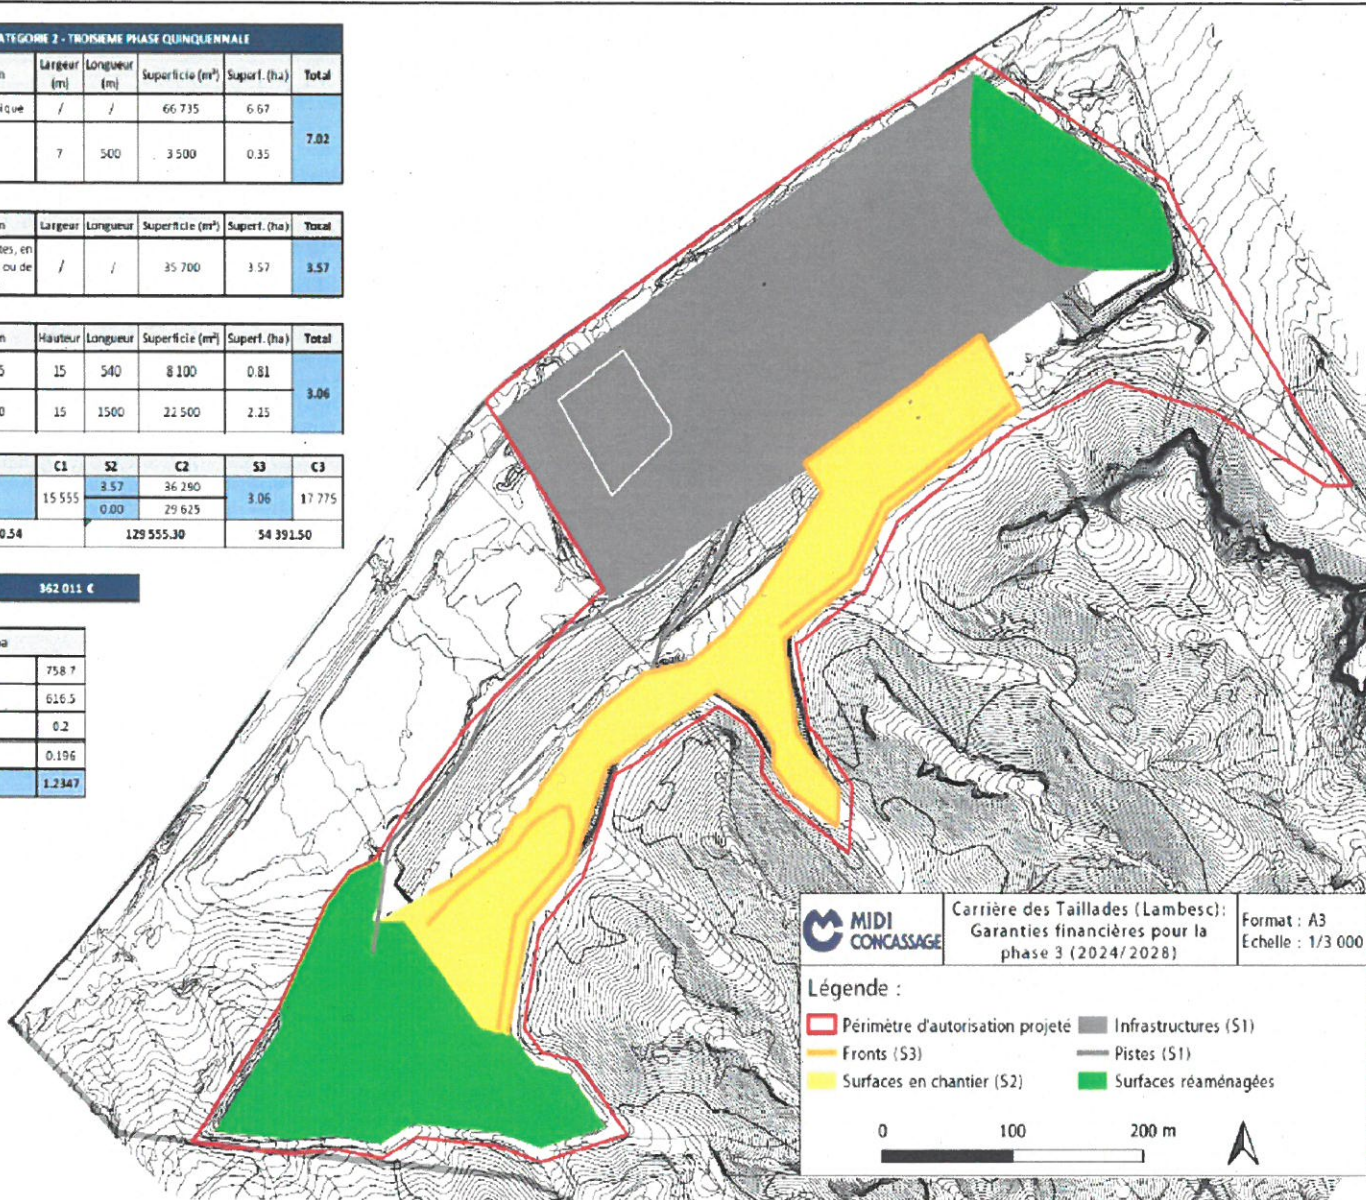 2 - TROISIEME PHASE QUINQUENNALE
Largeur (m) Longueur (m) Superficie (m²) Superf. (ha) Total
/ / 66 735 6.67 7.02
7 500 3 500 0.35
Largeur Longueur Superficie (m²) Superf. (ha) Total
ou de / / 35 700 3.57 3.57
Hauteur Longueur Superficie (m²) Superf. (ha) Total
15 540 8 100 0.81 3.06
15 1500 22 500 2.25
C1 S2 C2 S3 C3
15 555 3.57 36 290 3.06 17 775
0.00 29 625
0.54 129 555.30 54 391.50
362 011 €
758.7
616.5
0.2
0.196
1.2347
MIDI
CONCASSAGE
Carrière des Taillades (Lambesc):
Garanties financières pour la
phase 3 (2024/2028)
Format : A3
Echelle : 1/3 000
Légende :
Périmètre d'autorisation projeté
Infrastructures (S1)
Fronts (S3)
Pistes (S1)
Surfaces en chantier (S2)
Surfaces réaménagées
0 100 200 m